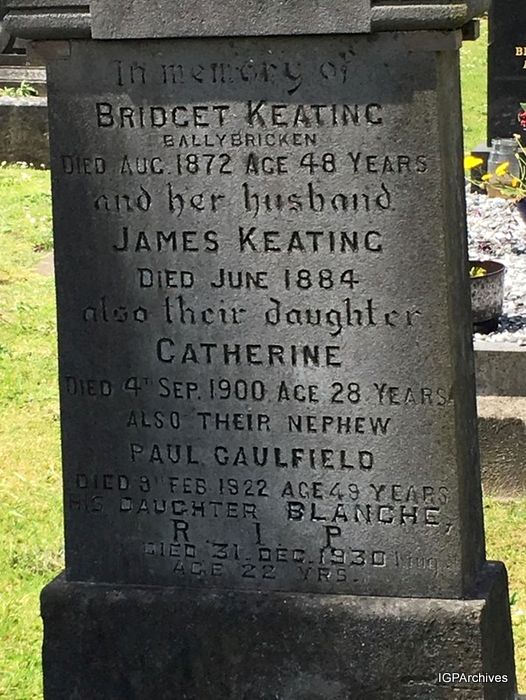 In memory of
BRIDGET KEATING
BALLYBRICKEN
DIED AUG. 1872 AGE 48 YEARS
and her husband
JAMES KEATING
DIED JUNE 1884
also their daughter
CATHERINE
DIED 4TH SEP. 1900 AGE 28 YEARS
ALSO THEIR NEPHEW
PAUL CAULFIELD
DIED 9TH FEB 1922 AGE 49 YEARS
HIS DAUGHTER BLANCHE,
R I P
DIED 31. DEC. 1930
AGE 22 YRS.
IGPArchives